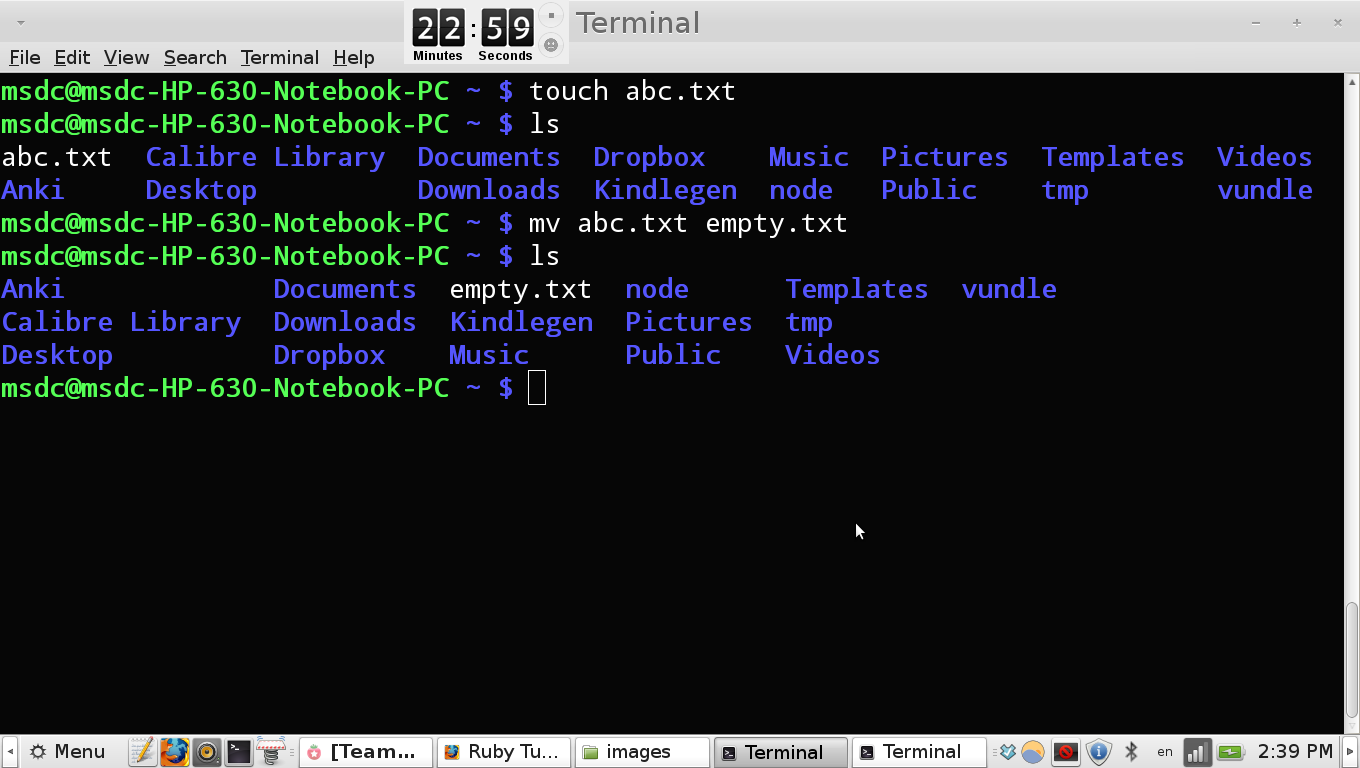 22:59
Minutes Seconds
Terminal
File Edit View Search Terminal Help
msdc@msdc-HP-630-Notebook-PC ~ $ touch abc.txt
msdc@msdc-HP-630-Notebook-PC ~ $ ls
abc.txt Calibre Library Documents Dropbox Music Pictures Templates Videos
Anki Desktop Downloads Kindlegen node Public tmp vundle
msdc@msdc-HP-630-Notebook-PC ~ $ mv abc.txt empty.txt
msdc@msdc-HP-630-Notebook-PC ~ $ ls
Anki Documents empty.txt node Templates vundle
Calibre Library Downloads Kindlegen Pictures tmp
Desktop Dropbox Music Public Videos
msdc@msdc-HP-630-Notebook-PC ~ $
Menu [Team... Ruby Tu... images Terminal Terminal en 2:39 PM